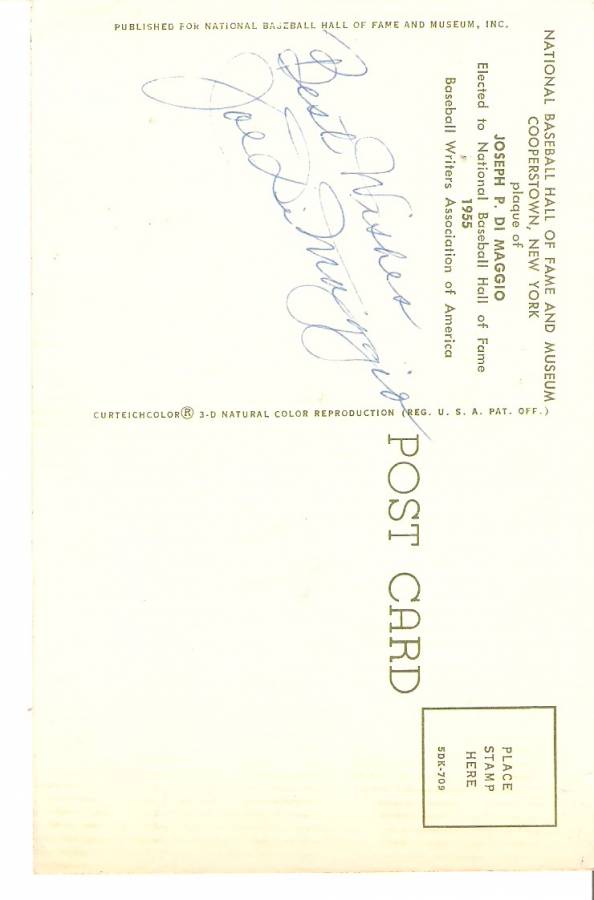 NATIONAL BASEBALL HALL OF FAME AND MUSEUM
COOPERSTOWN, NEW YORK
plaque of
JOSEPH P. DI MAGGIO
Elected to National Baseball Hall of Fame
1955
Baseball Writers Association of America
Best Wishes
Joe DiMaggio
PUBLISHED FOR NATIONAL BASEBALL HALL OF FAME AND MUSEUM, INC.
CURTEICHCOLOR® 3-D NATURAL COLOR REPRODUCTION (REG. U. S. A. PAT. OFF.)
POST CARD
PLACE
STAMP
HERE
5DK-709